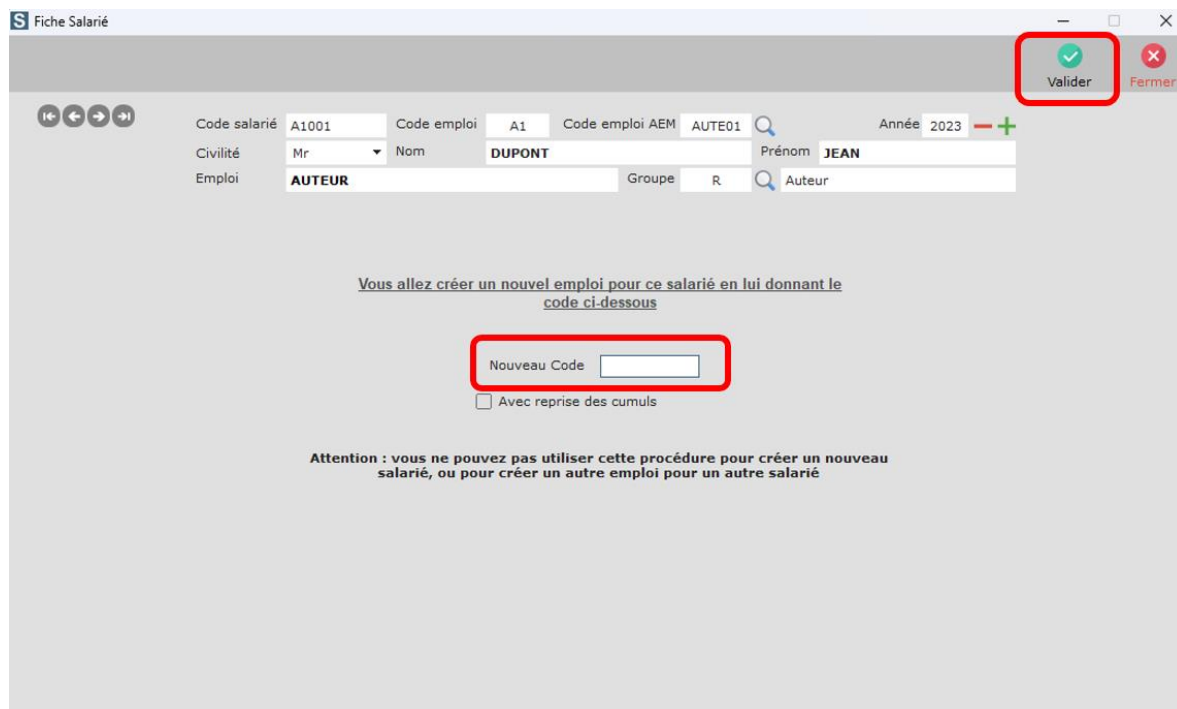 S Fiche Salarié
Valider Fermer
Code salarié A1001 Code emploi A1 Code emploi AEM AUTE01 Année 2023
Civilité Mr Nom DUPONT Prénom JEAN
Emploi AUTEUR Groupe R Auteur
Vous allez créer un nouvel emploi pour ce salarié en lui donnant le
code ci-dessous
Nouveau Code
Avec reprise des cumuls
Attention : vous ne pouvez pas utiliser cette procédure pour créer un nouveau
salarié, ou pour créer un autre emploi pour un autre salarié